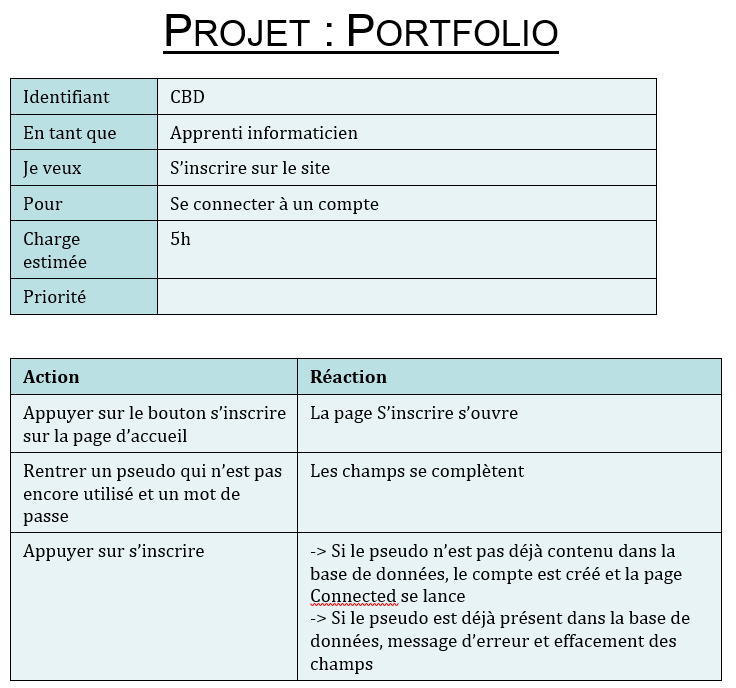 PROJET : PORTFOLIO
Identifiant CBD
En tant que Apprenti informaticien
Je veux S’inscrire sur le site
Pour Se connecter à un compte
Charge
estimée
5h
Priorité
Action Réaction
Appuyer sur le bouton s’inscrire
sur la page d’accueil
La page S’inscrire s’ouvre
Rentrer un pseudo qui n’est pas
encore utilisé et un mot de
passe
Les champs se complètent
Appuyer sur s’inscrire
-> Si le pseudo n’est pas déjà contenu dans la
base de données, le compte est créé et la page
Connected se lance
-> Si le pseudo est déjà présent dans la base de
données, message d’erreur et effacement des
champs